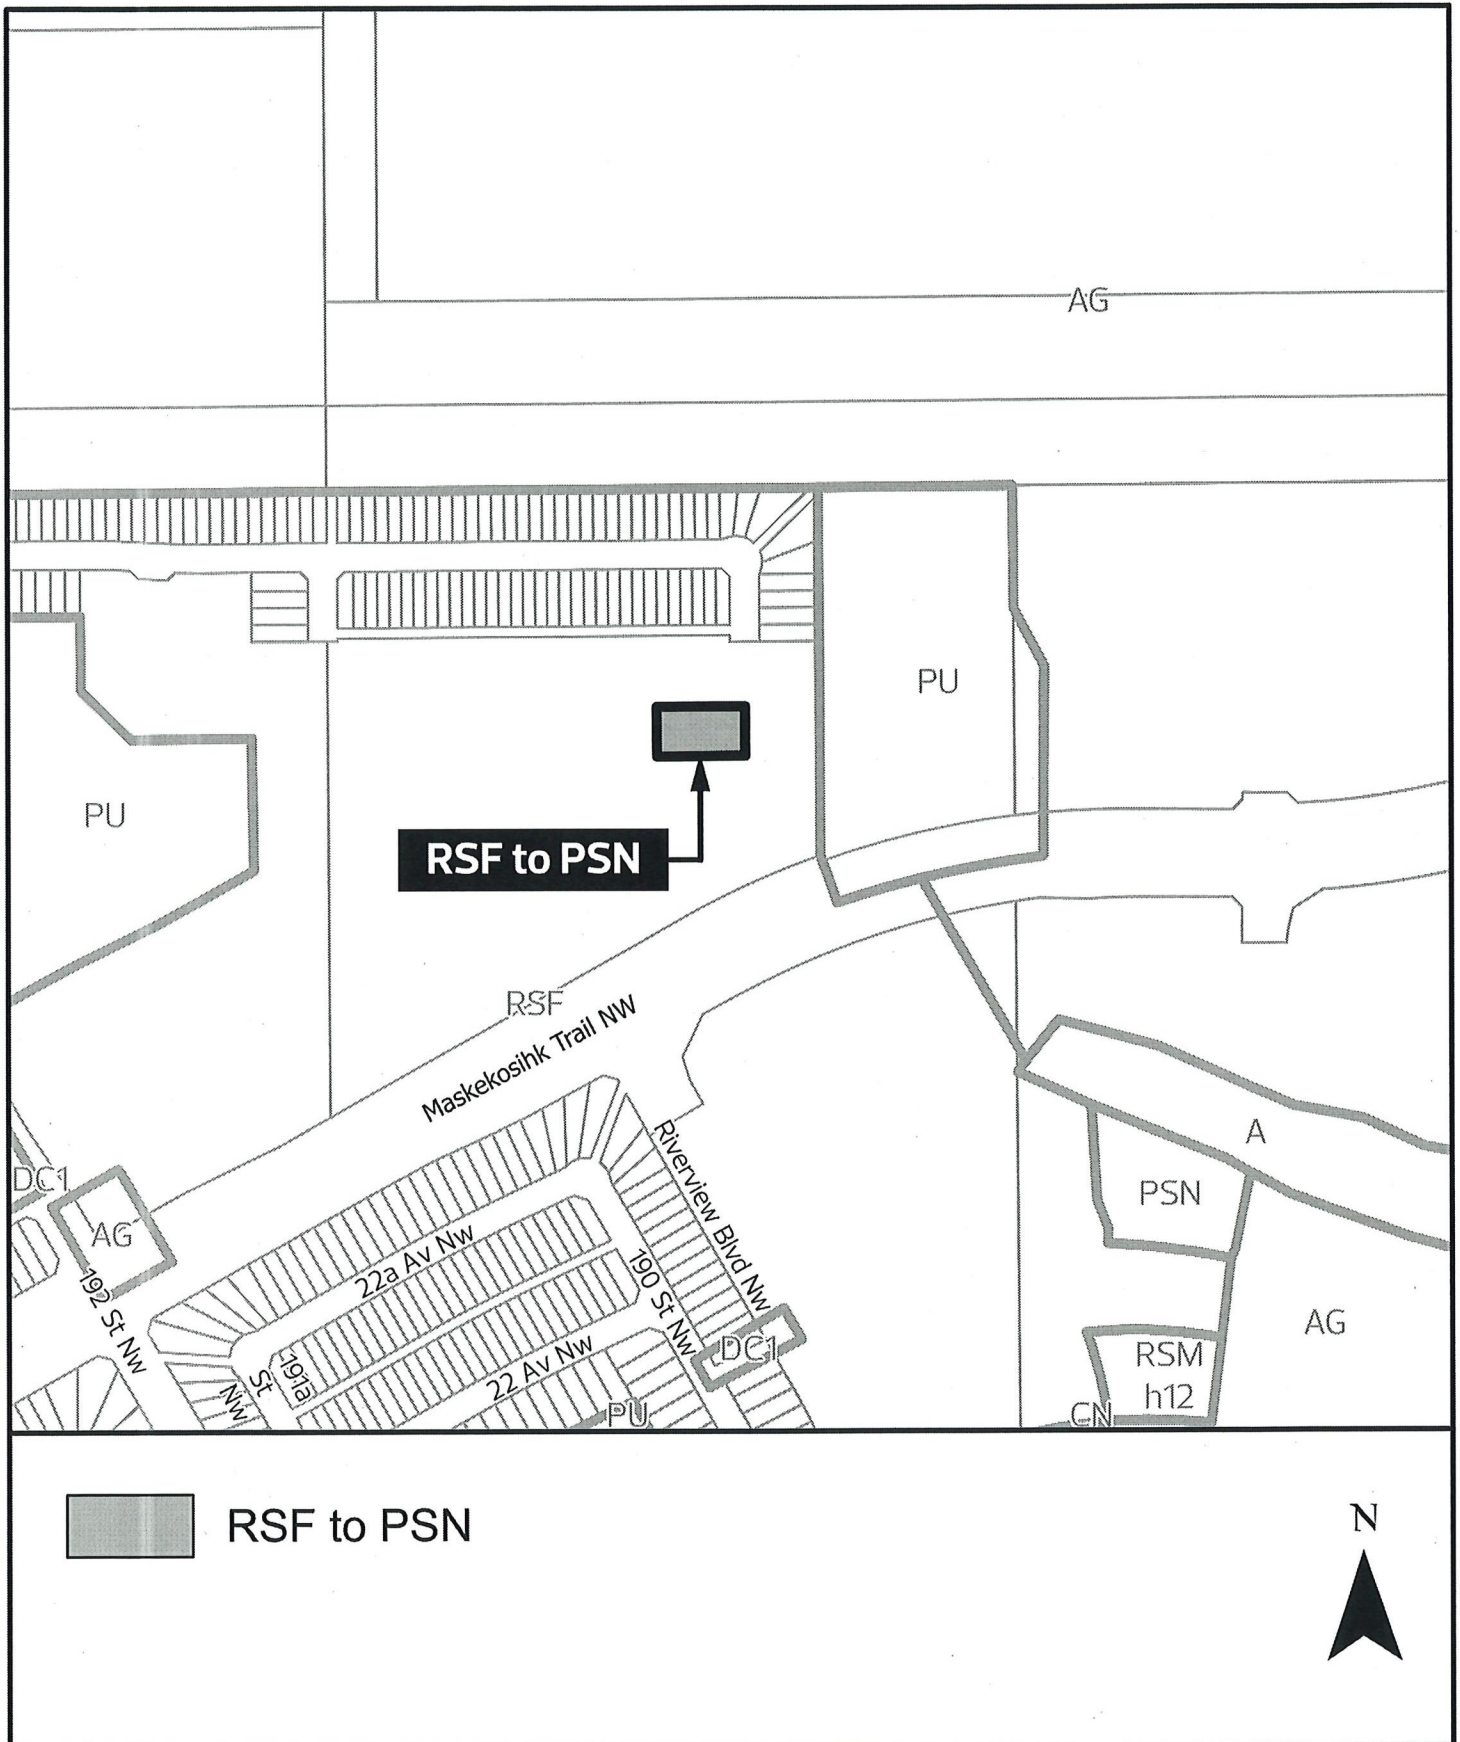 AG
PU
PU
RSF to PSN
RSF
Maskekosihk Trail NW
A
DC1
PSN
AG
22a Av Nw
Riverview Blvd Nw
190 St Nw
192 St Nw
AG
DC1
191a
St
Nw
22 Av Nw
RSM
h12
PU
CN
RSF to PSN
N